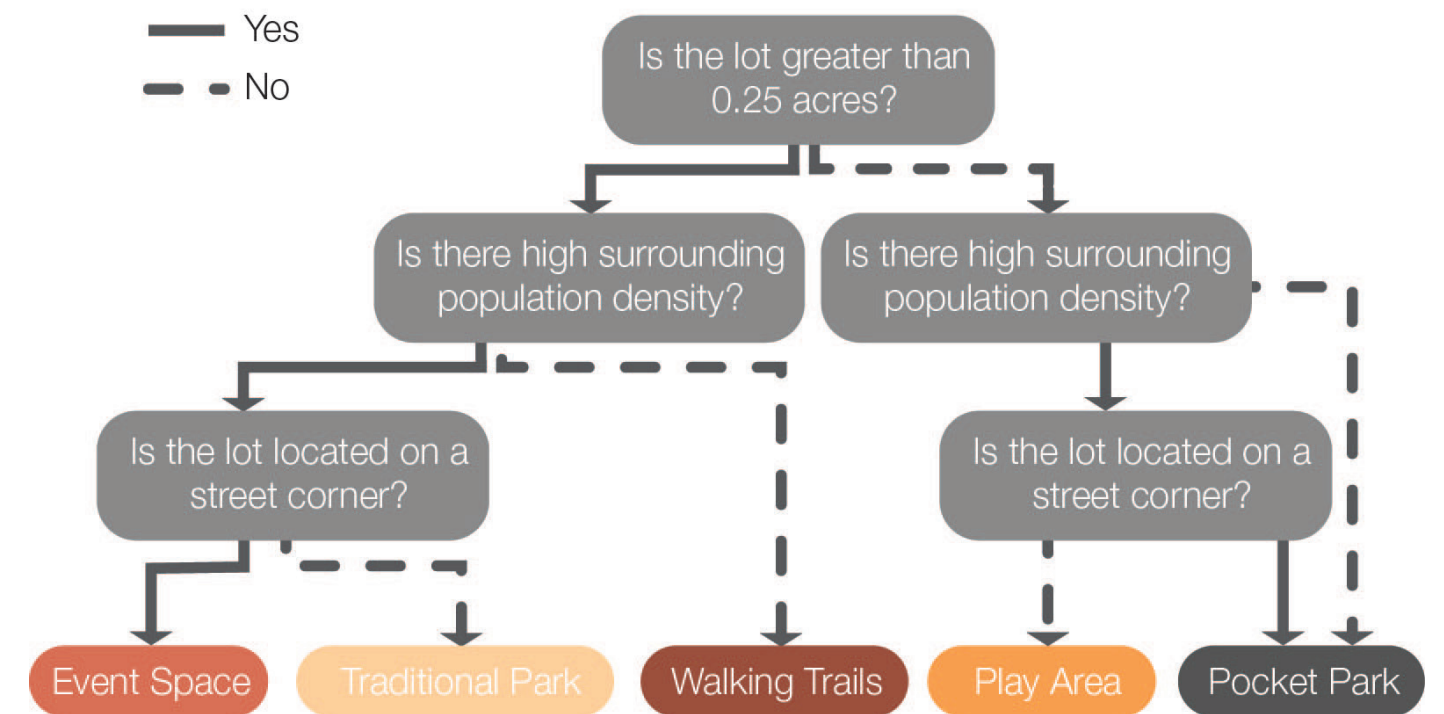 Yes
No
Is the lot greater than
0.25 acres?
Is there high surrounding
population density?
Is there high surrounding
population density?
Is the lot located on a
street corner?
Is the lot located on a
street corner?
Event Space
Traditional Park
Walking Trails
Play Area
Pocket Park